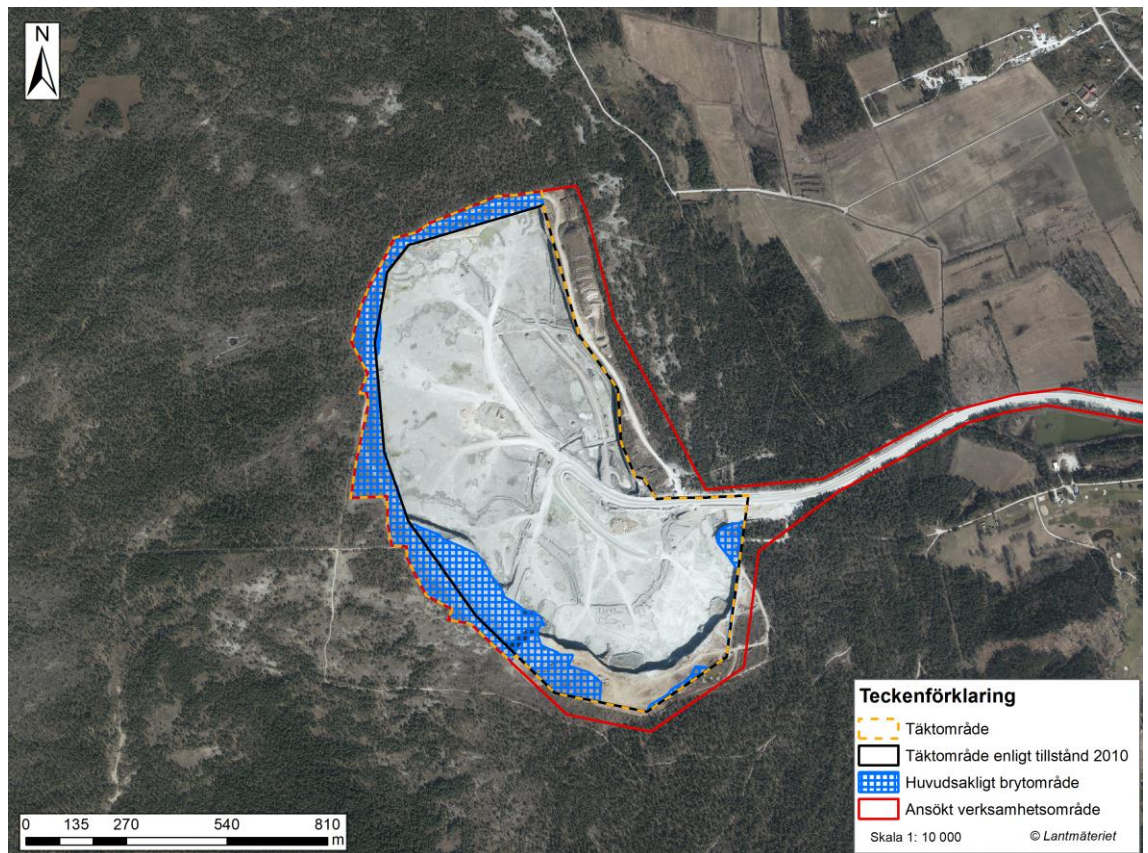 N
Teckenförklaring
Täktområde
Täktområde enligt tillstånd 2010
Huvudsakligt brytområde
Ansökt verksamhetsområde
Skala 1: 10 000 © Lantmäteriet
0 135 270 540 810
m